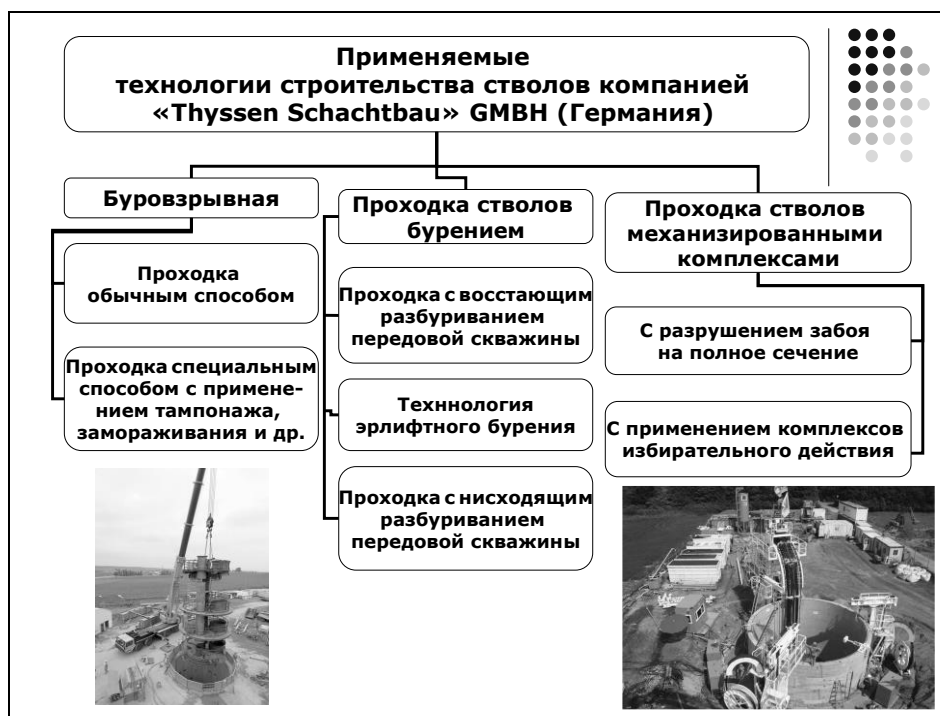 Применяемые
технологии строительства стволов компанией
«Thyssen Schachtbau» GMBH (Германия)
Буровзрывная
Проходка
обычным способом
Проходка специальным
способом с примене-
нием тампонажа,
замораживания и др.
Проходка стволов
бурением
Проходка с восстающим
разбуриванием
передовой скважины
Техннология
эрлифтного бурения
Проходка с нисходящим
разбуриванием
передовой скважины
Проходка стволов
механизированными
комплексами
С разрушением забоя
на полное сечение
С применением комплексов
избирательного действия